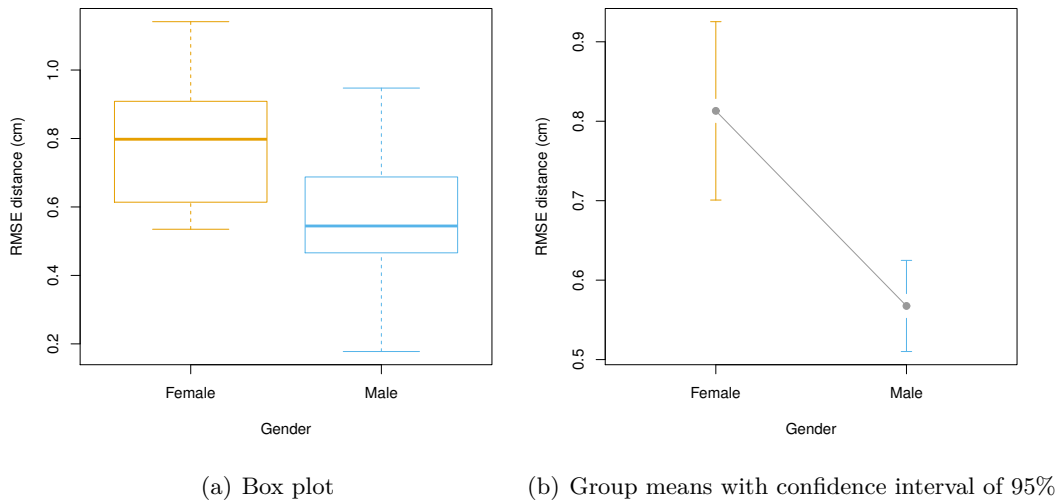 RMSE distance (cm)
1.0
0.8
0.6
0.4
0.2
Female
Male
Gender
(a) Box plot
RMSE distance (cm)
0.9
0.8
0.7
0.6
0.5
Female
Male
Gender
(b) Group means with confidence interval of 95%